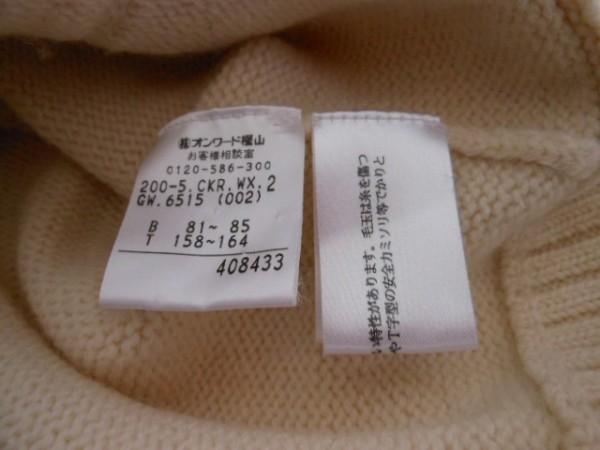 ㈱オンワード樫山
お客様相談室
0120-586-300
200-5.CKR.WX.2
GW.6515 (002)
B 81~ 85
T 158~164
408433
い特性があります。毛玉は糸を傷つ
やT字型の安全カミソリ等でかりと